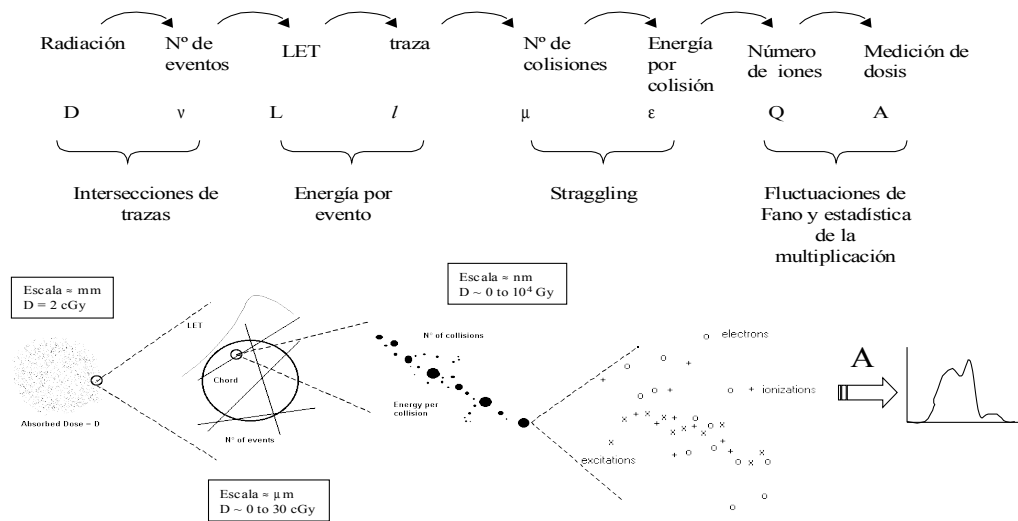 Radiación
Nº de
eventos
LET
traza
Nº de
colisiones
Energía
por
colisión
Número
de iones
Medición de
dosis
D
ν
L
l
μ
ε
Q
A
Intersecciones de
trazas
Energía por
evento
Straggling
Fluctuaciones de
Fano y estadística
de la
multiplicación
Escala ≈ mm
D = 2 cGy
Escala ≈ nm
D ~ 0 to 10⁴ Gy
LET
Chord
Nº of events
Absorbed Dose = D
Nº of collisions
Energy per
collision
electrons
ionizations
excitations
A
Escala ≈ μm
D ~ 0 to 30 cGy